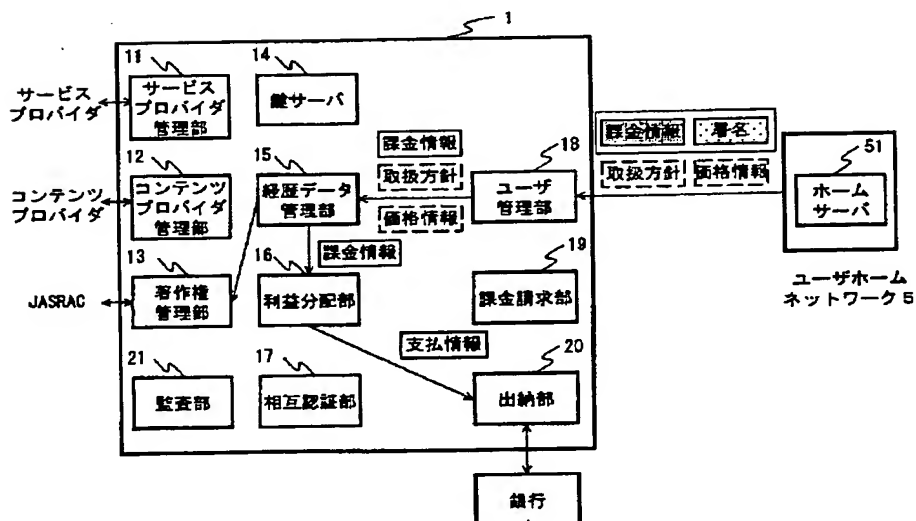 1
11
サービス
プロバイダ
管理部
14
鍵サーバ
サービス
プロバイダ
課金情報
署名
課金情報
取扱方針
価格情報
12
コンテンツ
プロバイダ
管理部
15
経歴データ
管理部
取扱方針
価格情報
18
ユーザ
管理部
51
ホーム
サーバ
コンテンツ
プロバイダ
課金情報
13
著作権
管理部
16
利益分配部
19
課金請求部
JASRAC
ユーザホーム
ネットワーク5
支払情報
21
監査部
17
相互認証部
20
出納部
銀行